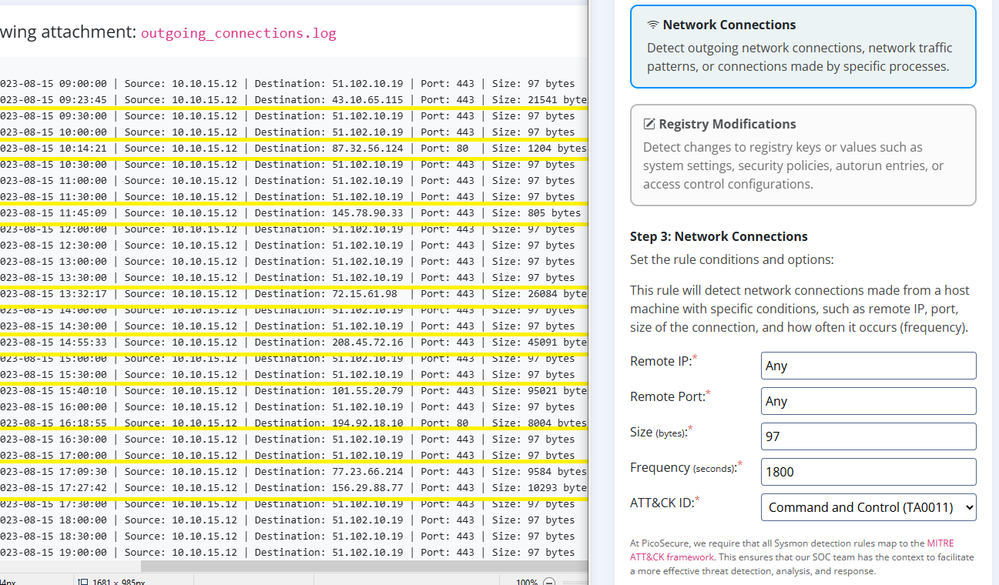 wing attachment: outgoing_connections.log
023-08-15 09:00:00 | Source: 10.10.15.12 | Destination: 51.102.10.19 | Port: 443 | Size: 97 bytes
023-08-15 09:23:45 | Source: 10.10.15.12 | Destination: 43.10.65.115 | Port: 443 | Size: 21541 byte
023-08-15 09:30:00 | Source: 10.10.15.12 | Destination: 51.102.10.19 | Port: 443 | Size: 97 bytes
023-08-15 10:00:00 | Source: 10.10.15.12 | Destination: 51.102.10.19 | Port: 443 | Size: 97 bytes
023-08-15 10:14:21 | Source: 10.10.15.12 | Destination: 87.32.56.124 | Port: 80 | Size: 1204 bytes
023-08-15 10:30:00 | Source: 10.10.15.12 | Destination: 51.102.10.19 | Port: 443 | Size: 97 bytes
023-08-15 11:00:00 | Source: 10.10.15.12 | Destination: 51.102.10.19 | Port: 443 | Size: 97 bytes
023-08-15 11:30:00 | Source: 10.10.15.12 | Destination: 51.102.10.19 | Port: 443 | Size: 97 bytes
023-08-15 11:45:09 | Source: 10.10.15.12 | Destination: 145.78.90.33 | Port: 443 | Size: 805 bytes
023-08-15 12:00:00 | Source: 10.10.15.12 | Destination: 51.102.10.19 | Port: 443 | Size: 97 bytes
023-08-15 12:30:00 | Source: 10.10.15.12 | Destination: 51.102.10.19 | Port: 443 | Size: 97 bytes
023-08-15 13:00:00 | Source: 10.10.15.12 | Destination: 51.102.10.19 | Port: 443 | Size: 97 bytes
023-08-15 13:30:00 | Source: 10.10.15.12 | Destination: 51.102.10.19 | Port: 443 | Size: 97 bytes
023-08-15 13:32:17 | Source: 10.10.15.12 | Destination: 72.15.61.98 | Port: 443 | Size: 26084 byte
023-08-15 14:00:00 | Source: 10.10.15.12 | Destination: 51.102.10.19 | Port: 443 | Size: 97 bytes
023-08-15 14:30:00 | Source: 10.10.15.12 | Destination: 51.102.10.19 | Port: 443 | Size: 97 bytes
023-08-15 14:55:33 | Source: 10.10.15.12 | Destination: 208.45.72.16 | Port: 443 | Size: 45091 byte
023-08-15 15:00:00 | Source: 10.10.15.12 | Destination: 51.102.10.19 | Port: 443 | Size: 97 bytes
023-08-15 15:30:00 | Source: 10.10.15.12 | Destination: 51.102.10.19 | Port: 443 | Size: 97 bytes
023-08-15 15:40:10 | Source: 10.10.15.12 | Destination: 101.55.20.79 | Port: 443 | Size: 95021 byte
023-08-15 16:00:00 | Source: 10.10.15.12 | Destination: 51.102.10.19 | Port: 443 | Size: 97 bytes
023-08-15 16:18:55 | Source: 10.10.15.12 | Destination: 194.92.18.10 | Port: 80 | Size: 8004 bytes
023-08-15 16:30:00 | Source: 10.10.15.12 | Destination: 51.102.10.19 | Port: 443 | Size: 97 bytes
023-08-15 17:00:00 | Source: 10.10.15.12 | Destination: 51.102.10.19 | Port: 443 | Size: 97 bytes
023-08-15 17:09:30 | Source: 10.10.15.12 | Destination: 77.23.66.214 | Port: 443 | Size: 9584 bytes
023-08-15 17:27:42 | Source: 10.10.15.12 | Destination: 156.29.88.77 | Port: 443 | Size: 10293 byte
023-08-15 17:30:00 | Source: 10.10.15.12 | Destination: 51.102.10.19 | Port: 443 | Size: 97 bytes
023-08-15 18:00:00 | Source: 10.10.15.12 | Destination: 51.102.10.19 | Port: 443 | Size: 97 bytes
023-08-15 18:30:00 | Source: 10.10.15.12 | Destination: 51.102.10.19 | Port: 443 | Size: 97 bytes
023-08-15 19:00:00 | Source: 10.10.15.12 | Destination: 51.102.10.19 | Port: 443 | Size: 97 bytes
4px
1681 × 985px
100%
Network Connections
Detect outgoing network connections, network traffic
patterns, or connections made by specific processes.
Registry Modifications
Detect changes to registry keys or values such as
system settings, security policies, autorun entries, or
access control configurations.
Step 3: Network Connections
Set the rule conditions and options:
This rule will detect network connections made from a host
machine with specific conditions, such as remote IP, port,
size of the connection, and how often it occurs (frequency).
Remote IP:* Any
Remote Port:* Any
Size (bytes):* 97
Frequency (seconds):* 1800
ATT&CK ID:* Command and Control (TA0011)
At PicoSecure, we require that all Sysmon detection rules map to the MITRE
ATT&CK framework. This ensures that our SOC team has the context to facilitate
a more effective threat detection, analysis, and response.